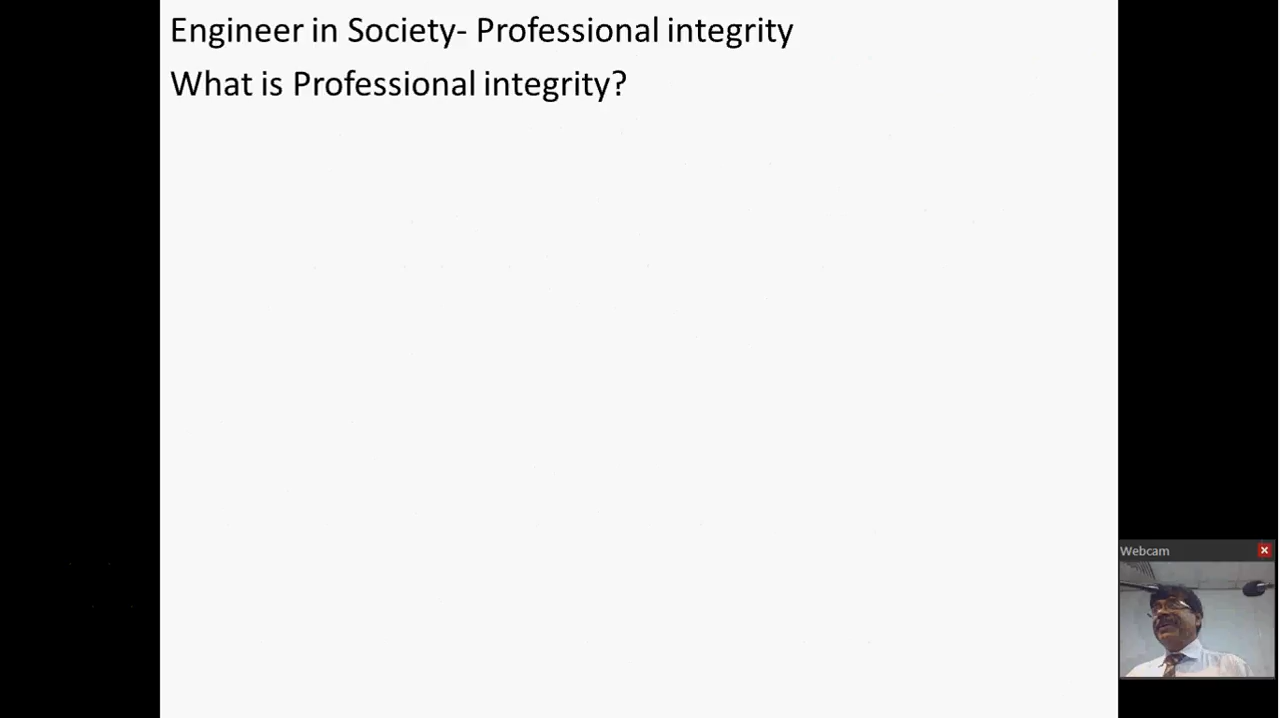 Engineer in Society- Professional integrity
What is Professional integrity?
Webcam